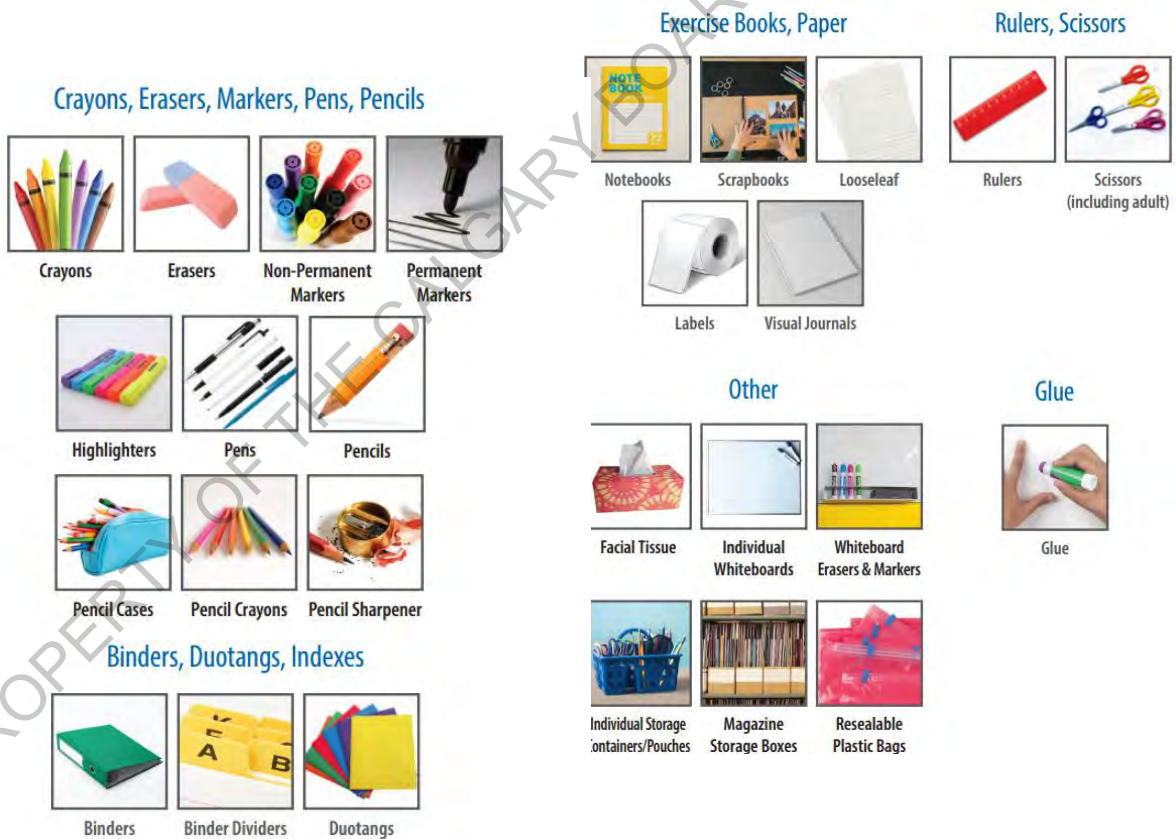 Crayons, Erasers, Markers, Pens, Pencils
Crayons
Erasers
Non-Permanent
Markers
Permanent
Markers
Highlighters
Pens
Pencils
Pencil Cases
Pencil Crayons
Pencil Sharpener
Binders, Duotangs, Indexes
A
B
Binders
Binder Dividers
Duotangs
Exercise Books, Paper
NOTE
BOOK
Notebooks
Scrapbooks
Looseleaf
Labels
Visual Journals
Rulers, Scissors
Rulers
Scissors
(including adult)
Other
Facial Tissue
Individual
Whiteboards
Whiteboard
Erasers & Markers
Individual Storage
Containers/Pouches
Magazine
Storage Boxes
Resealable
Plastic Bags
Glue
Glue
PROPERTY OF THE CALGARY BOAR